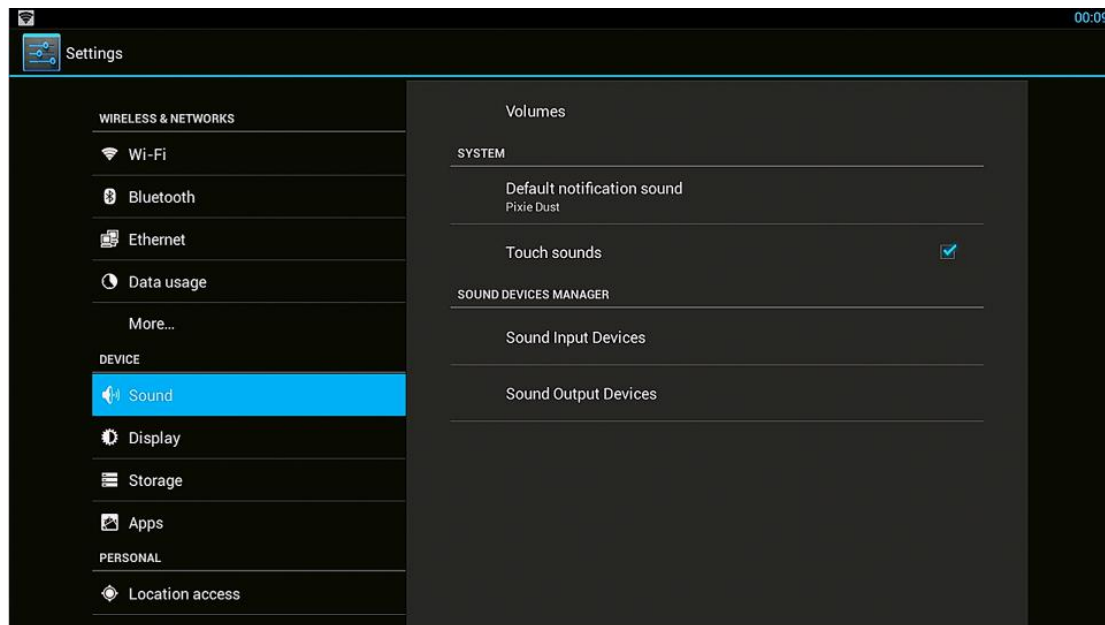 00:09
Settings
WIRELESS & NETWORKS
Wi-Fi
Bluetooth
Ethernet
Data usage
More...
DEVICE
Sound
Display
Storage
Apps
PERSONAL
Location access
Volumes
SYSTEM
Default notification sound
Pixie Dust
Touch sounds
SOUND DEVICES MANAGER
Sound Input Devices
Sound Output Devices